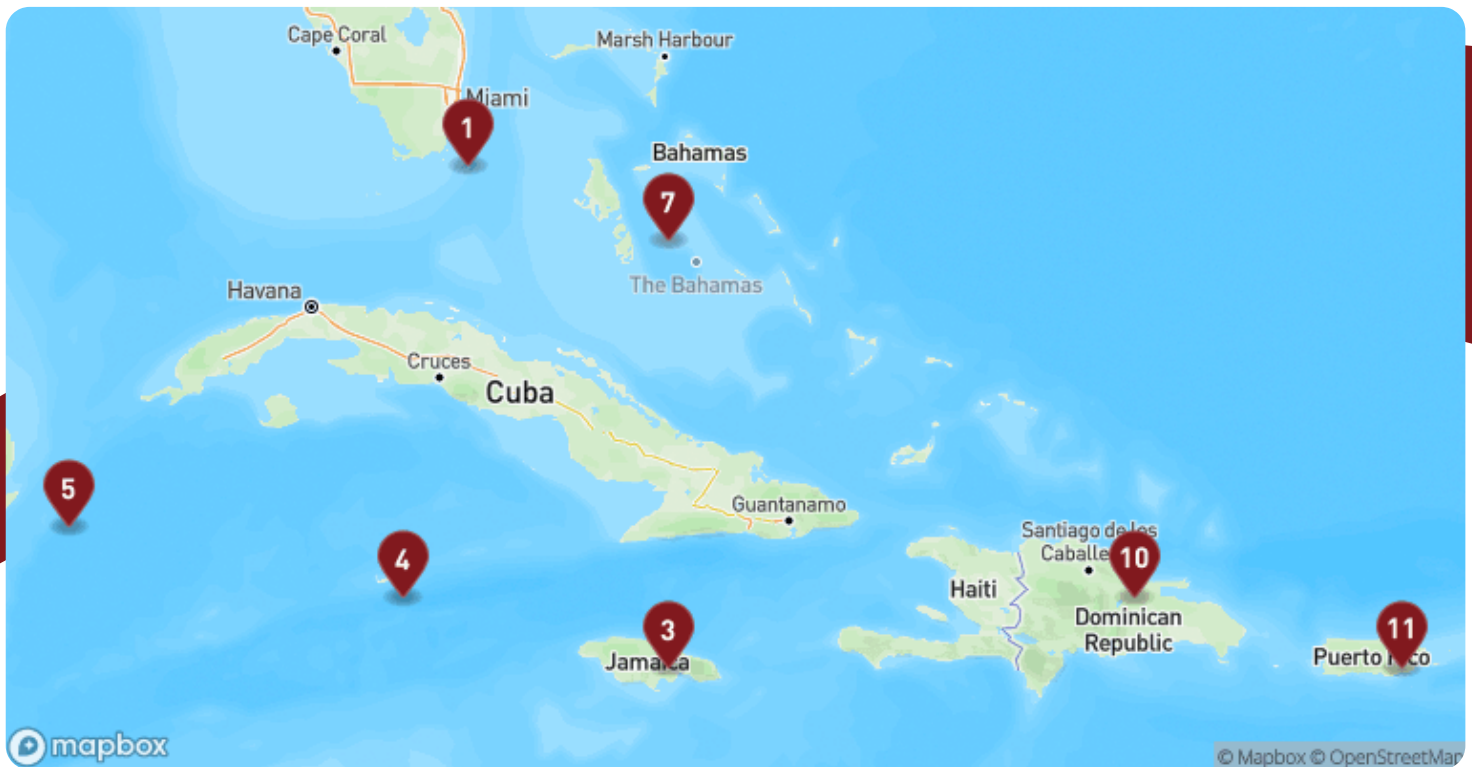 Cape Coral
Marsh Harbour
Miami
1
Bahamas
7
The Bahamas
Havana
Cruces
Cuba
5
Guantanamo
Santiago de los
Caballe
4
10
Haiti
Dominican
Republic
3
Jamaica
11
Puerto Rico
mapbox
© Mapbox © OpenStreetMap